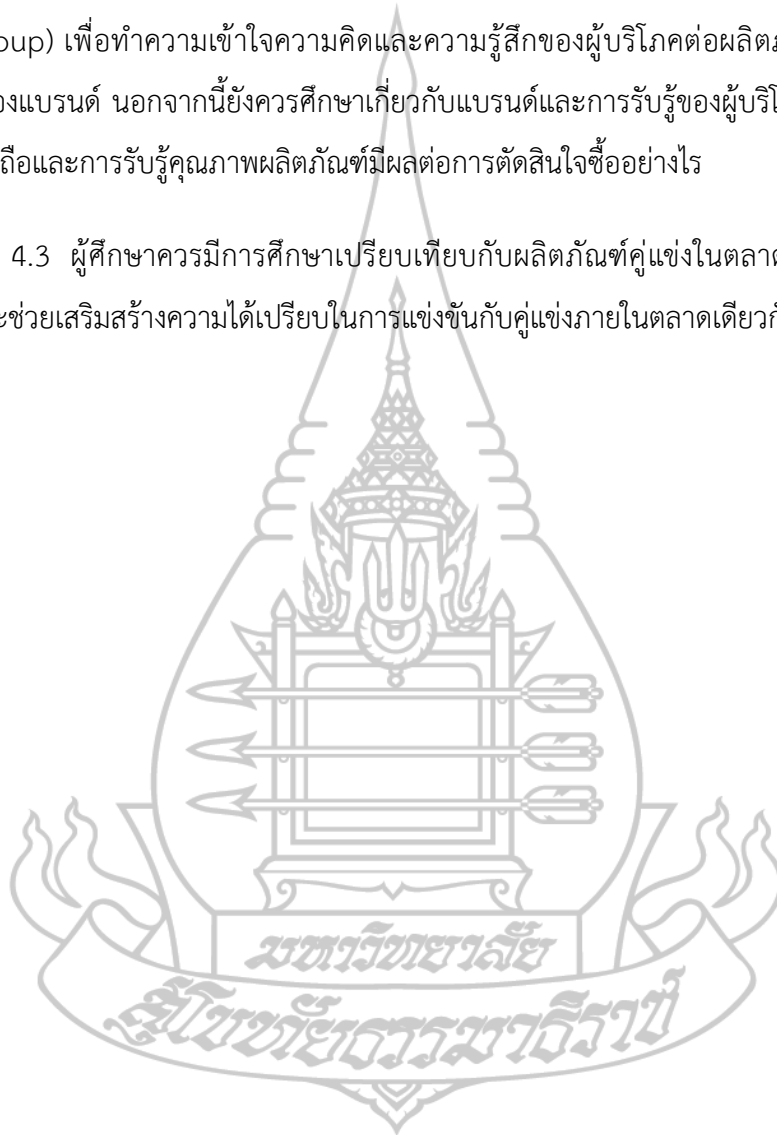 oup) เพื่อทำความเข้าใจความคิดและความรู้สึกของผู้บริโภคต่อผลิตภ
องแบรนด์ นอกจากนี้ยังควรศึกษาเกี่ยวกับแบรนด์และการรับรู้ของผู้บริโ
ถือและการรับรู้คุณภาพผลิตภัณฑ์มีผลต่อการตัดสินใจซื้ออย่างไร
4.3 ผู้ศึกษาควรมีการศึกษาเปรียบเทียบกับผลิตภัณฑ์คู่แข่งในตลาด
ะช่วยเสริมสร้างความได้เปรียบในการแข่งขันกับคู่แข่งภายในตลาดเดียวกั
มหาวิทยาลัย
สุโขทัยธรรมาธิราช